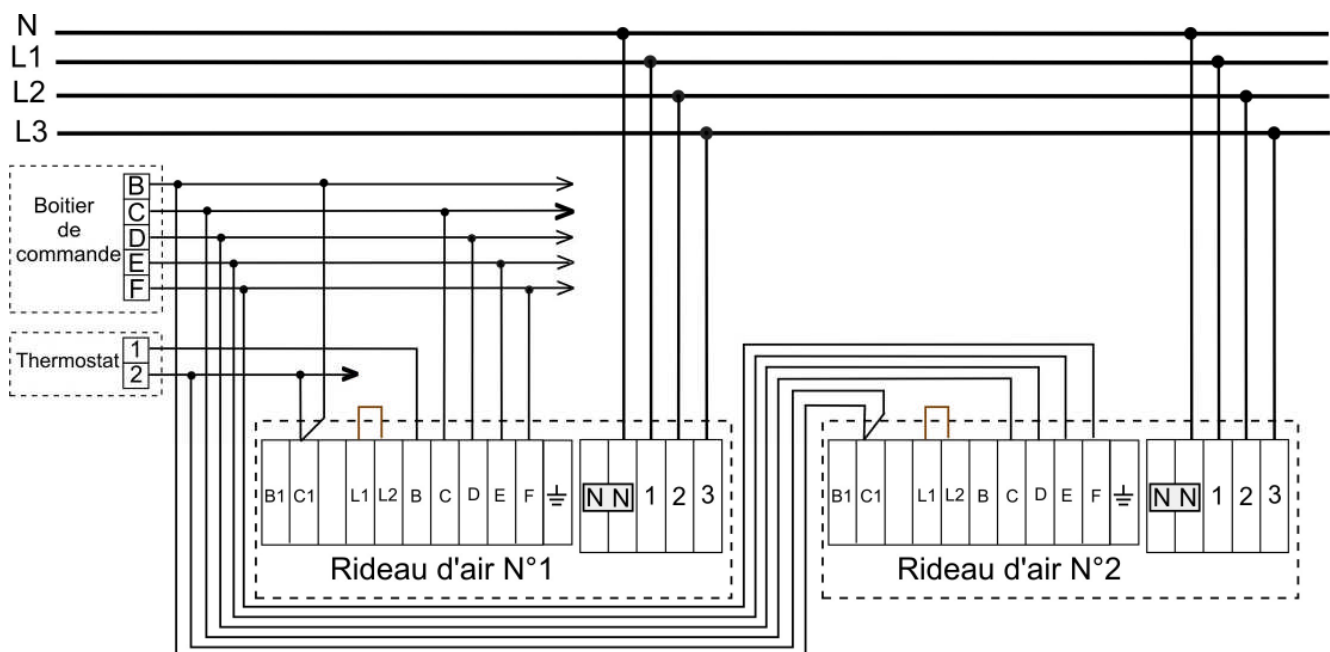 N
L1
L2
L3
Boitier
de
commande
B
C
D
E
F
Thermostat
1
2
B1 C1 L1 L2 B C D E F
N N 1 2 3
Rideau d'air N°1
B1 C1 L1 L2 B C D E F
N N 1 2 3
Rideau d'air N°2